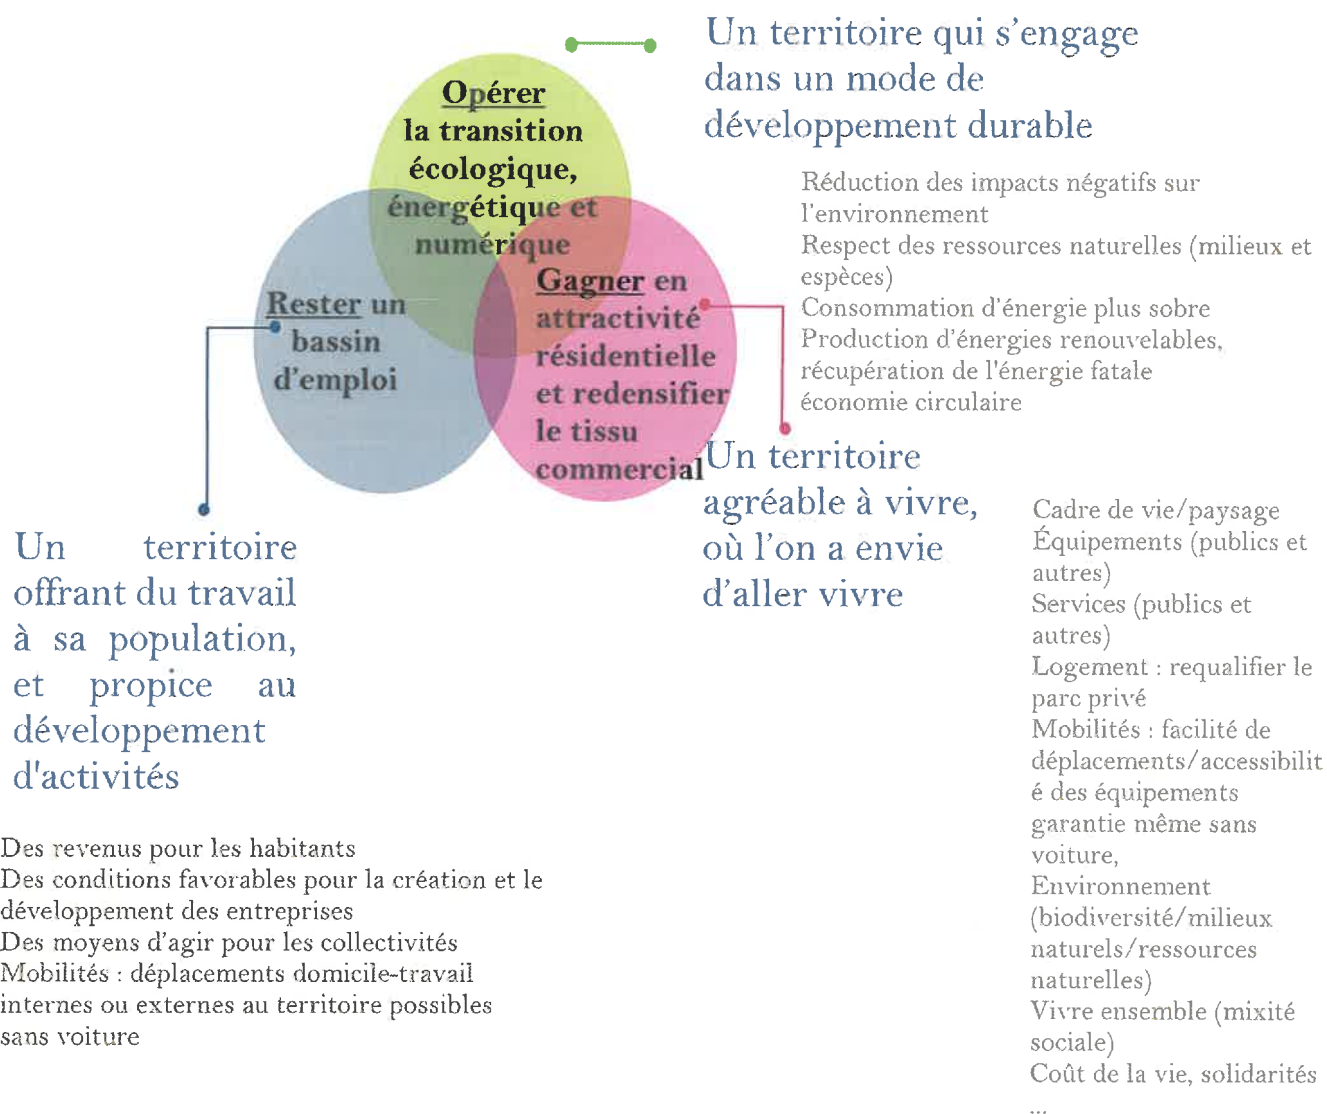 Un territoire qui s'engage
dans un mode de
développement durable
Opérer
la transition
écologique,
énergétique et
numérique
Réduction des impacts négatifs sur
l'environnement
Respect des ressources naturelles (milieux et
espèces)
Consommation d'énergie plus sobre
Production d'énergies renouvelables,
récupération de l'énergie fatale
économie circulaire
Rester un
bassin
d'emploi
Gagner en
attractivité
résidentielle
et redensifier
le tissu
commercial
Un territoire
agréable à vivre,
où l'on a envie
d'aller vivre
Cadre de vie/paysage
Équipements (publics et
autres)
Services (publics et
autres)
Logement : requalifier le
parc privé
Mobilités : facilité de
déplacements/accessibilit
é des équipements
garantie même sans
voiture,
Environnement
(biodiversité/milieux
naturels/ressources
naturelles)
Vivre ensemble (mixité
sociale)
Coût de la vie, solidarités
...
Un territoire
offrant du travail
à sa population,
et propice au
développement
d'activités
Des revenus pour les habitants
Des conditions favorables pour la création et le
développement des entreprises
Des moyens d'agir pour les collectivités
Mobilités : déplacements domicile-travail
internes ou externes au territoire possibles
sans voiture